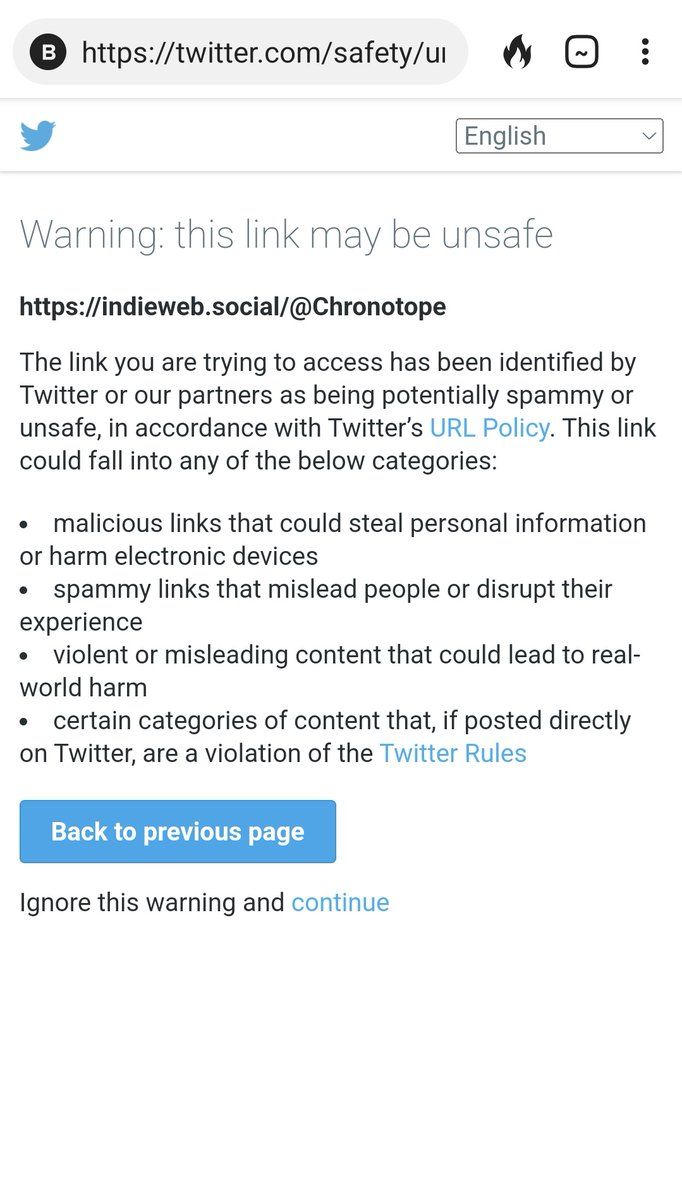 B https://twitter.com/safety/u
English
Warning: this link may be unsafe
https://indieweb.social/@Chronotope
The link you are trying to access has been identified by
Twitter or our partners as being potentially spammy or
unsafe, in accordance with Twitter’s URL Policy. This link
could fall into any of the below categories:
• malicious links that could steal personal information
or harm electronic devices
• spammy links that mislead people or disrupt their
experience
• violent or misleading content that could lead to real-
world harm
• certain categories of content that, if posted directly
on Twitter, are a violation of the Twitter Rules
Back to previous page
Ignore this warning and continue